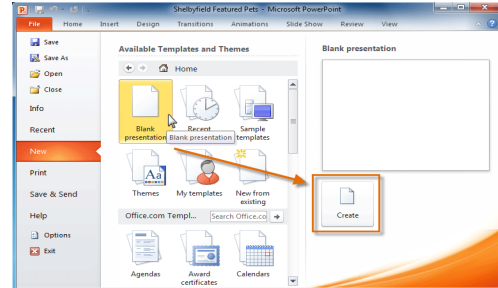 Shelbyfield Featured Pets - Microsoft PowerPoint
File Home Insert Design Transitions Animations Slide Show Review View
Save
Save As
Open
Close
Info
Recent
New
Print
Save & Send
Help
Options
Exit
Available Templates and Themes
Home
Blank presentation
Recent
Sample templates
Blank presentation
Themes
My templates
New from existing
Office.com Templ...
Search Office.co
Agendas
Award certificates
Calendars
Blank presentation
Create